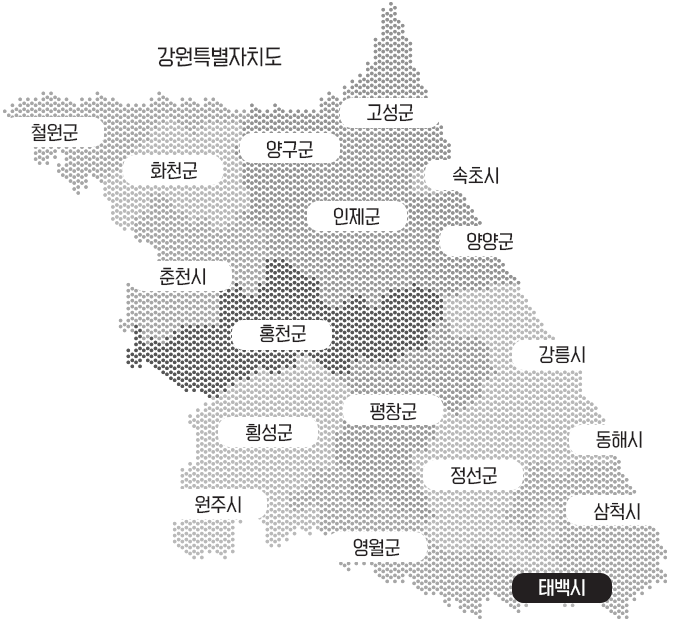 강원특별자치도
고성군
철원군
양구군
화천군
속초시
인제군
양양군
춘천시
홍천군
강릉시
평창군
횡성군
동해시
정선군
원주시
삼척시
영월군
태백시